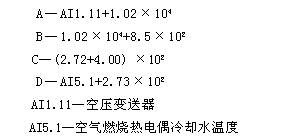 A—AI1.11+1.02×10⁴
B—1.02×10⁴+8.5×10²
C—(2.72+4.00)×10²
D—AI5.1+2.73×10²
AI1.11—空压变送器
AI5.1—空气燃烧热电偶冷却水温度